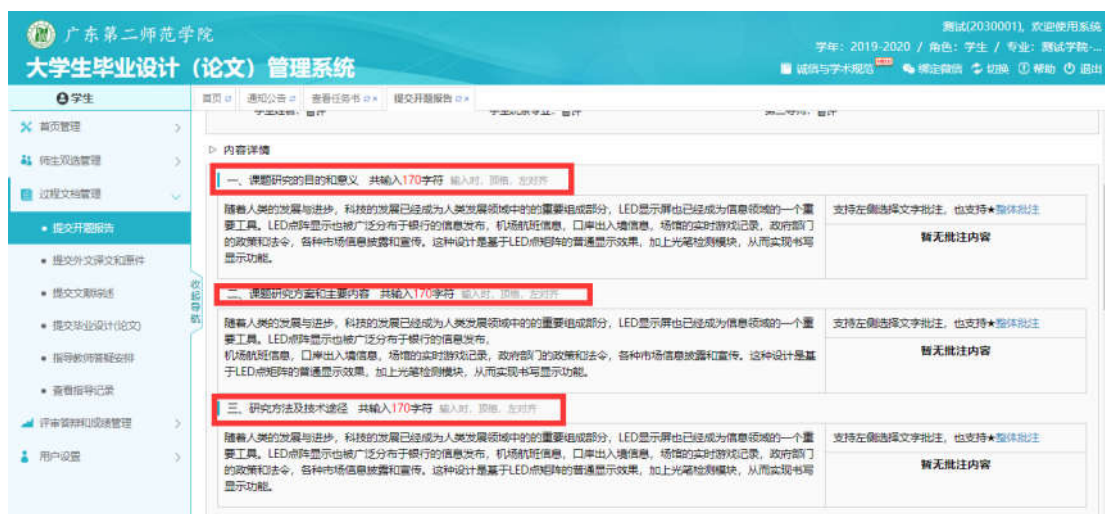 广东第二师范学院
大学生毕业设计（论文）管理系统
测试(2030001)，欢迎使用系统
学年：2019-2020 / 角色：学生 / 专业：测试学院-...
诚信与学术规范 绑定微信 切换 帮助 退出
学生
首页 通知公告 查看任务书 提交开题报告
首页管理
师生双选管理
过程文档管理
提交开题报告
提交外文译文和原件
提交文献综述
提交毕业设计(论文)
指导教师答疑安排
查看指导记录
评审答辩和成绩管理
用户设置
内容详情
一、课题研究的目的和意义 共输入170字符 输入时，顶格，左对齐
随着人类的发展与进步，科技的发展已经成为人类发展领域中的的重要组成部分，LED显示屏也已经成为信息领域的一个重
要工具。LED点阵显示也被广泛分布于银行的信息发布，机场航班信息，口岸出入境信息，场馆的实时游戏记录，政府部门
的政策和法令，各种市场信息披露和宣传。这种设计是基于LED点矩阵的普通显示效果，加上光笔检测模块，从而实现书写
显示功能。
支持左侧选择文字批注，也支持★整体批注
暂无批注内容
二、课题研究方案和主要内容 共输入170字符 输入时，顶格，左对齐
随着人类的发展与进步，科技的发展已经成为人类发展领域中的的重要组成部分，LED显示屏也已经成为信息领域的一个重
要工具。LED点阵显示也被广泛分布于银行的信息发布，
机场航班信息，口岸出入境信息，场馆的实时游戏记录，政府部门的政策和法令，各种市场信息披露和宣传。这种设计是基
于LED点矩阵的普通显示效果，加上光笔检测模块，从而实现书写显示功能。
支持左侧选择文字批注，也支持★整体批注
暂无批注内容
三、研究方法及技术途径 共输入170字符 输入时，顶格，左对齐
随着人类的发展与进步，科技的发展已经成为人类发展领域中的的重要组成部分，LED显示屏也已经成为信息领域的一个重
要工具。LED点阵显示也被广泛分布于银行的信息发布，机场航班信息，口岸出入境信息，场馆的实时游戏记录，政府部门
的政策和法令，各种市场信息披露和宣传。这种设计是基于LED点矩阵的普通显示效果，加上光笔检测模块，从而实现书写
显示功能。
支持左侧选择文字批注，也支持★整体批注
暂无批注内容